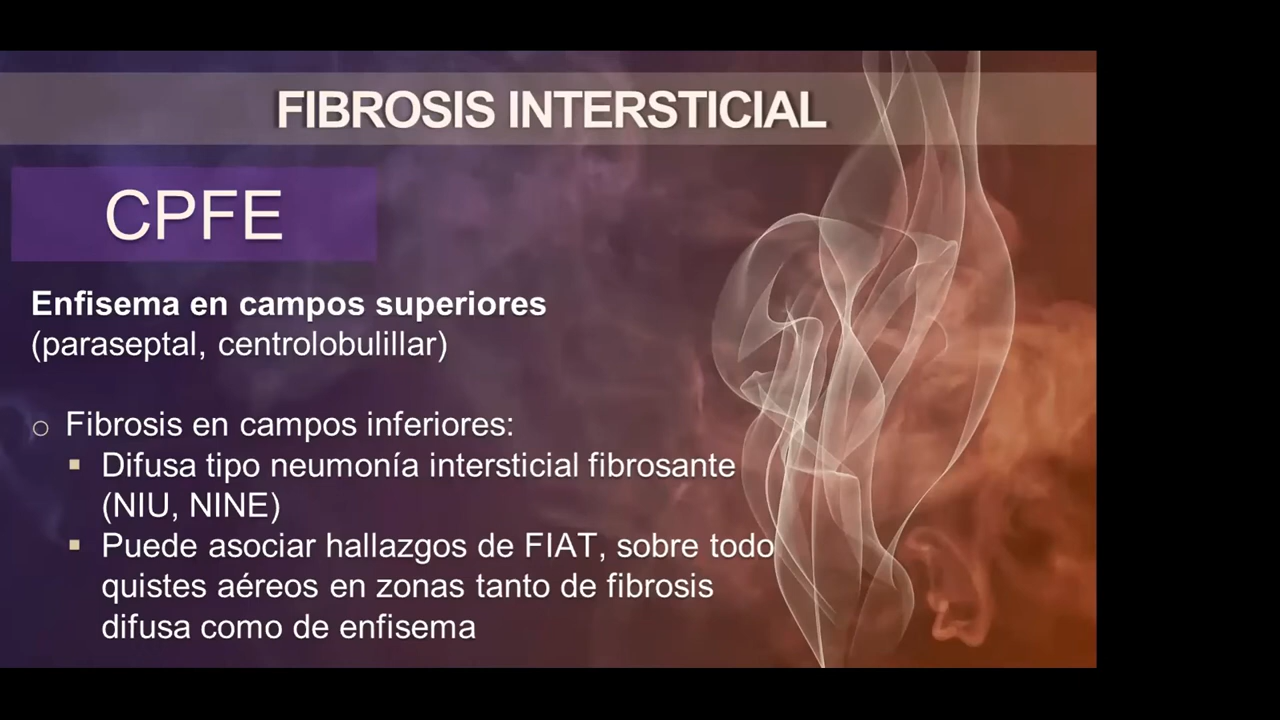 FIBROSIS INTERSTICIAL
CPFE
Enfisema en campos superiores
(paraseptal, centrolobulillar)
o Fibrosis en campos inferiores:
▪ Difusa tipo neumonía intersticial fibrosante
(NIU, NINE)
▪ Puede asociar hallazgos de FIAT, sobre todo
quistes aéreos en zonas tanto de fibrosis
difusa como de enfisema